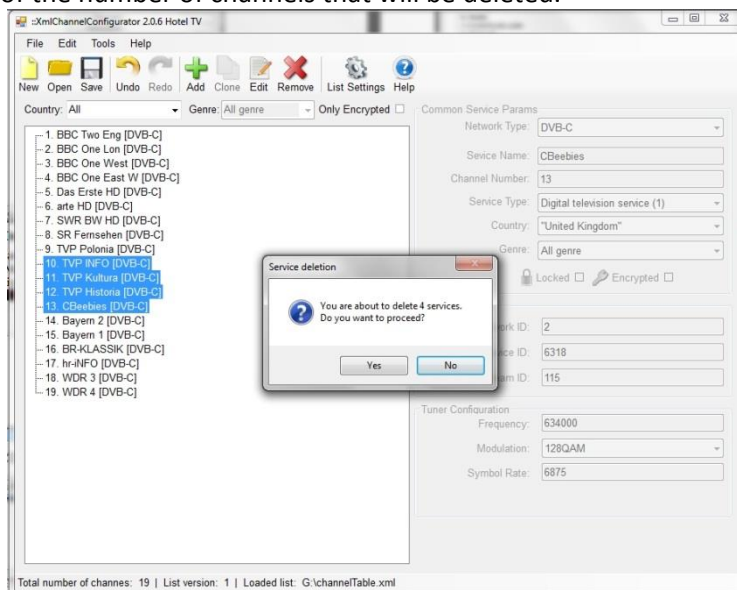 of the number of channels that will be deleted.
::XmlChannelConfigurator 2.0.6 Hotel TV
File Edit Tools Help
New Open Save Undo Redo Add Clone Edit Remove List Settings Help
Country: All Genre: All genre Only Encrypted
1. BBC Two Eng [DVB-C]
2. BBC One Lon [DVB-C]
3. BBC One West [DVB-C]
4. BBC One East W [DVB-C]
5. Das Erste HD [DVB-C]
6. arte HD [DVB-C]
7. SWR BW HD [DVB-C]
8. SR Fernsehen [DVB-C]
9. TVP Polonia [DVB-C]
10. TVP INFO [DVB-C]
11. TVP Kultura [DVB-C]
12. TVP Historia [DVB-C]
13. CBeebies [DVB-C]
14. Bayern 2 [DVB-C]
15. Bayern 1 [DVB-C]
16. BR-KLASSIK [DVB-C]
17. hr-iNFO [DVB-C]
18. WDR 3 [DVB-C]
19. WDR 4 [DVB-C]
Service deletion
You are about to delete 4 services.
Do you want to proceed?
Yes No
Common Service Params
Network Type: DVB-C
Sevice Name: CBeebies
Channel Number: 13
Service Type: Digital television service (1)
Country: "United Kingdom"
Genre: All genre
Locked Encrypted
ork ID: 2
ice ID: 6318
am ID: 115
Tuner Configuration
Frequency: 634000
Modulation: 128QAM
Symbol Rate: 6875
Total number of channes: 19 | List version: 1 | Loaded list: G:\channelTable.xml